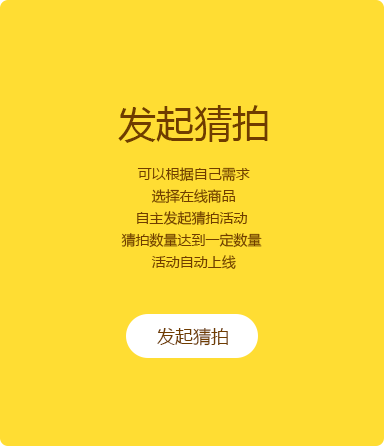 发起猜拍
可以根据自己需求
选择在线商品
自主发起猜拍活动
猜拍数量达到一定数量
活动自动上线
发起猜拍